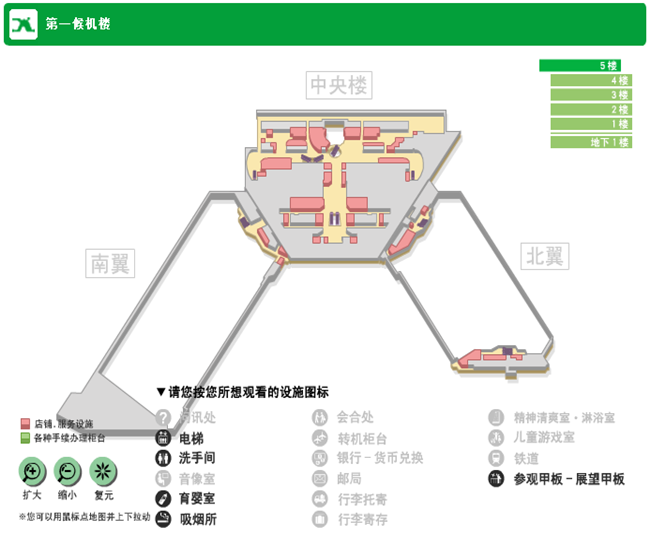 第一候机楼
5 楼
4 楼
3 楼
2 楼
1 楼
地下 1 楼
中央楼
南翼
北翼
▼请您按您所想观看的设施图标
店铺.服务设施
各种手续办理柜台
扩大
缩小
复元
※您可以用鼠标点地图并上下拉动
?
讯处
电梯
洗手间
音像室
育婴室
吸烟所
会合处
转机柜台
银行－货币兑换
邮局
行李托寄
行李寄存
精神清爽室·淋浴室
儿童游戏室
铁道
参观甲板－展望甲板